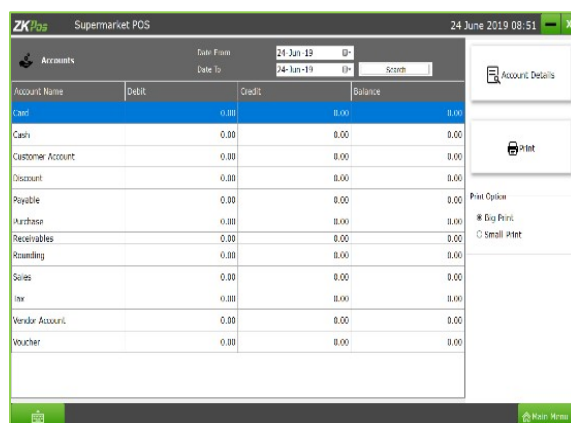 ZKPos Supermarket POS 24 June 2019 08:51 X
Accounts
Date From 24-Jun-19
Date To 24-Jun-19 Search
Account Details
Account Name Debit Credit Balance
Card 0.00 0.00 0.00
Cash 0.00 0.00 0.00
Customer Account 0.00 0.00 0.00
Print
Discount 0.00 0.00 0.00
Payable 0.00 0.00 0.00
Print Option
Purchase 0.00 0.00 0.00
Big Print
Receivables 0.00 0.00 0.00
Small Print
Rounding 0.00 0.00 0.00
Sales 0.00 0.00 0.00
Tax 0.00 0.00 0.00
Vendor Account 0.00 0.00 0.00
Voucher 0.00 0.00 0.00
Main Menu